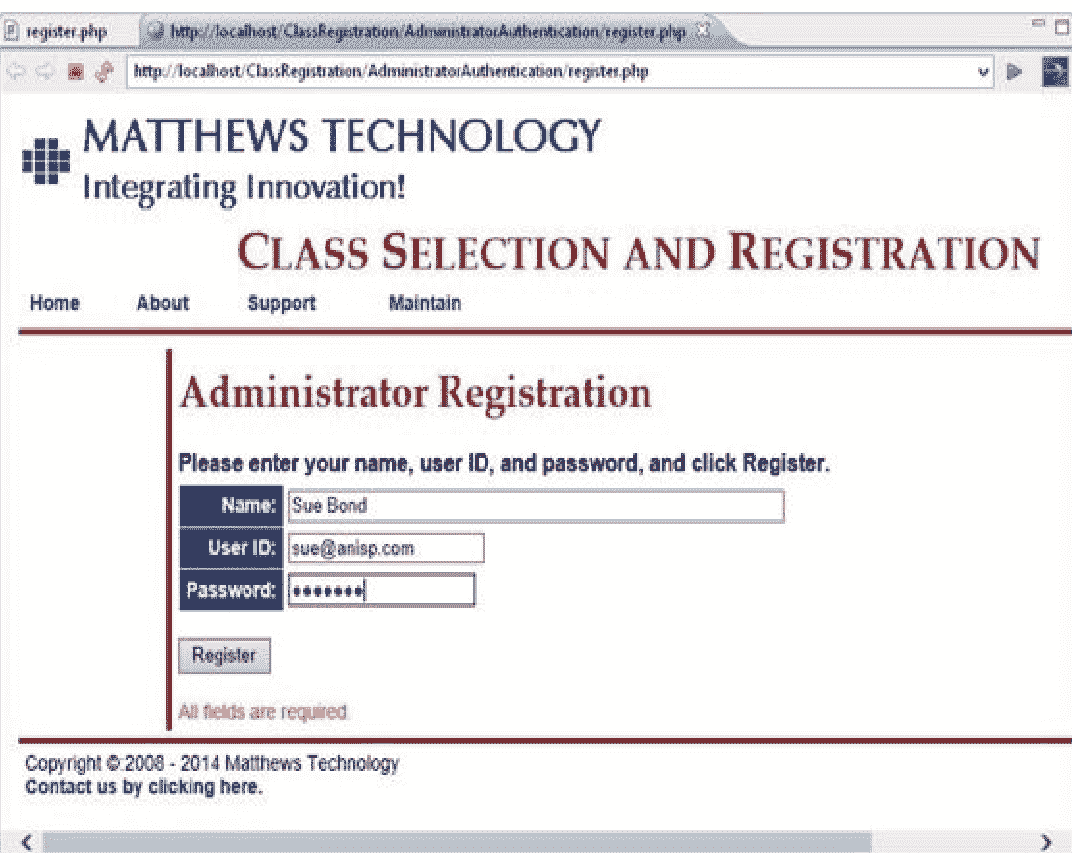 register.php http://localhost/ClassRegistration/AdministratorAuthentication/register.php
http://localhost/ClassRegistration/AdministratorAuthentication/register.php
MATTHEWS TECHNOLOGY
Integrating Innovation!
CLASS SELECTION AND REGISTRATION
Home About Support Maintain
Administrator Registration
Please enter your name, user ID, and password, and click Register.
Name: Sue Bond
User ID: sue@anisp.com
Password: •••••••
Register
All fields are required.
Copyright © 2008 - 2014 Matthews Technology
Contact us by clicking here.